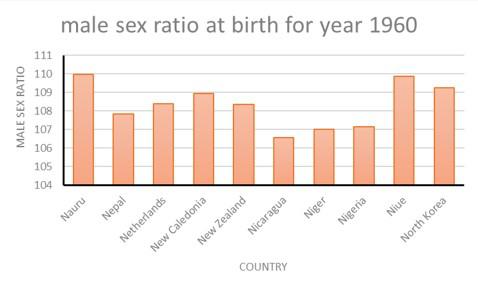 male sex ratio at birth for year 1960
MALE SEX RATIO
111
110
109
108
107
106
105
104
Nauru
Nepal
Netherlands
New Caledonia
New Zealand
Nicaragua
Niger
Nigeria
Niue
North Korea
COUNTRY